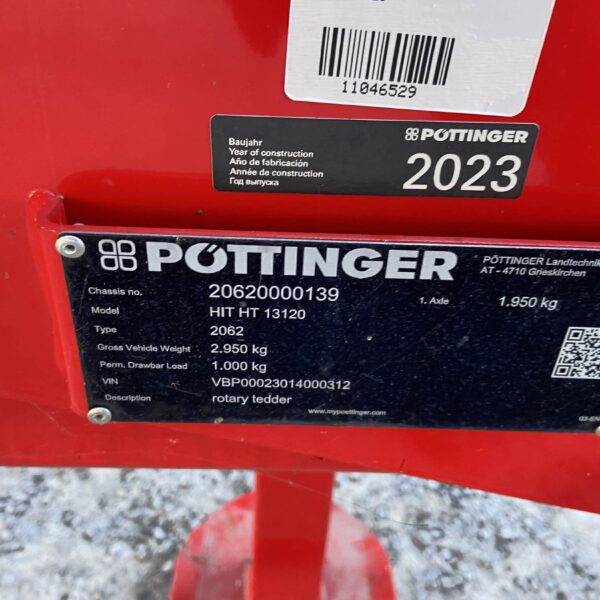 11046529
Baujahr
Year of construction
Año de fabricación
Année de construction
Год выпуска
PÖTTINGER
2023
PÖTTINGER
PÖTTINGER Landtechnik
AT - 4710 Grieskirchen
Chassis no. 20620000139 1. Axle 1.950 kg
Model HIT HT 13120
Type 2062
Gross Vehicle Weight 2.950 kg
Perm. Drawbar Load 1.000 kg
VIN VBP00023014000312
Description rotary tedder
www.mypoettinger.com
03-EN